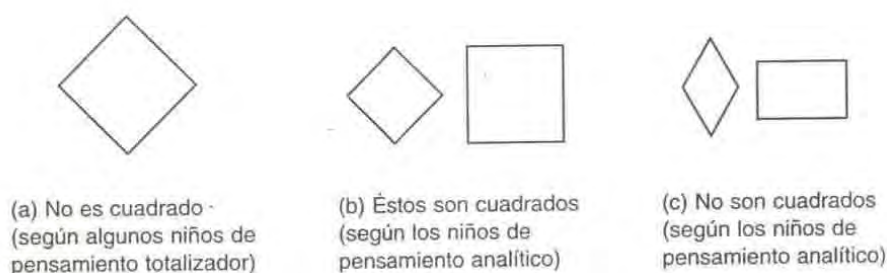 (a) No es cuadrado
(según algunos niños de
pensamiento totalizador)
(b) Éstos son cuadrados
(según los niños de
pensamiento analítico)
(c) No son cuadrados
(según los niños de
pensamiento analítico)